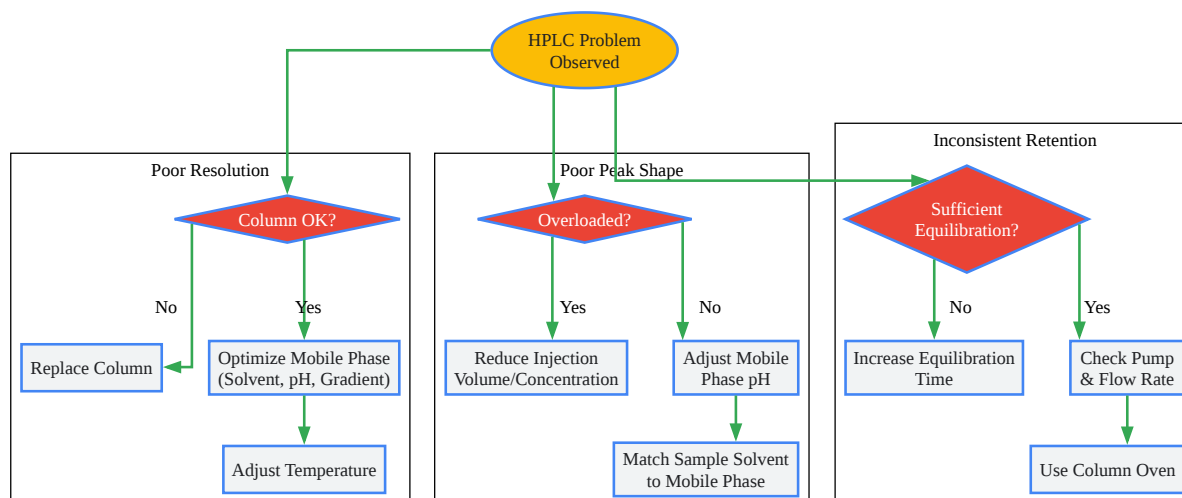 HPLC Problem
Observed
Poor Resolution
Column OK?
No
Yes
Replace Column
Optimize Mobile Phase
(Solvent, pH, Gradient)
Adjust Temperature
Poor Peak Shape
Overloaded?
Yes
No
Reduce Injection
Volume/Concentration
Adjust Mobile
Phase pH
Match Sample Solvent
to Mobile Phase
Inconsistent Retention
Sufficient
Equilibration?
No
Yes
Increase Equilibration
Time
Check Pump
& Flow Rate
Use Column Oven